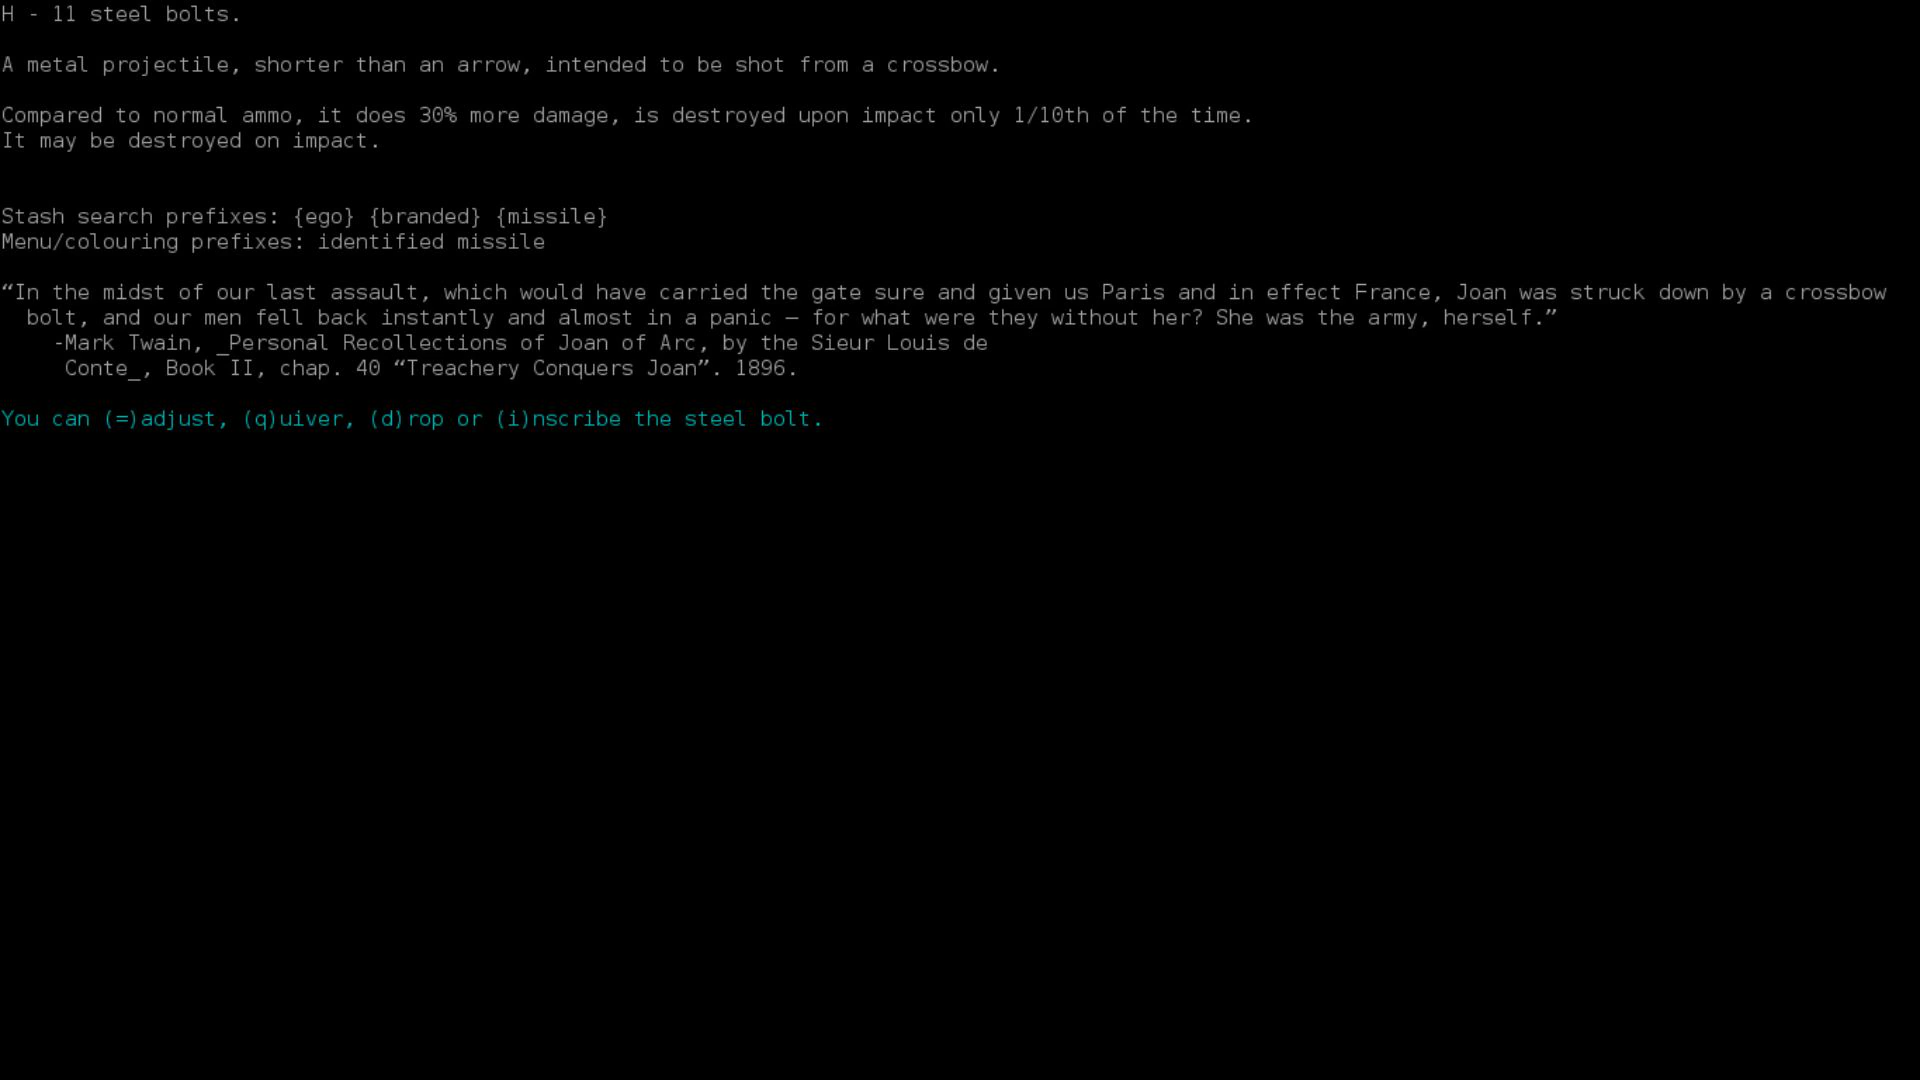 H - 11 steel bolts.
A metal projectile, shorter than an arrow, intended to be shot from a crossbow.
Compared to normal ammo, it does 30% more damage, is destroyed upon impact only 1/10th of the time.
It may be destroyed on impact.
Stash search prefixes: {ego} {branded} {missile}
Menu/colouring prefixes: identified missile
“In the midst of our last assault, which would have carried the gate sure and given us Paris and in effect France, Joan was struck down by a crossbow
bolt, and our men fell back instantly and almost in a panic — for what were they without her? She was the army, herself.”
-Mark Twain, _Personal Recollections of Joan of Arc, by the Sieur Louis de
Conte_, Book II, chap. 40 “Treachery Conquers Joan”. 1896.
You can (=)adjust, (q)uiver, (d)rop or (i)nscribe the steel bolt.